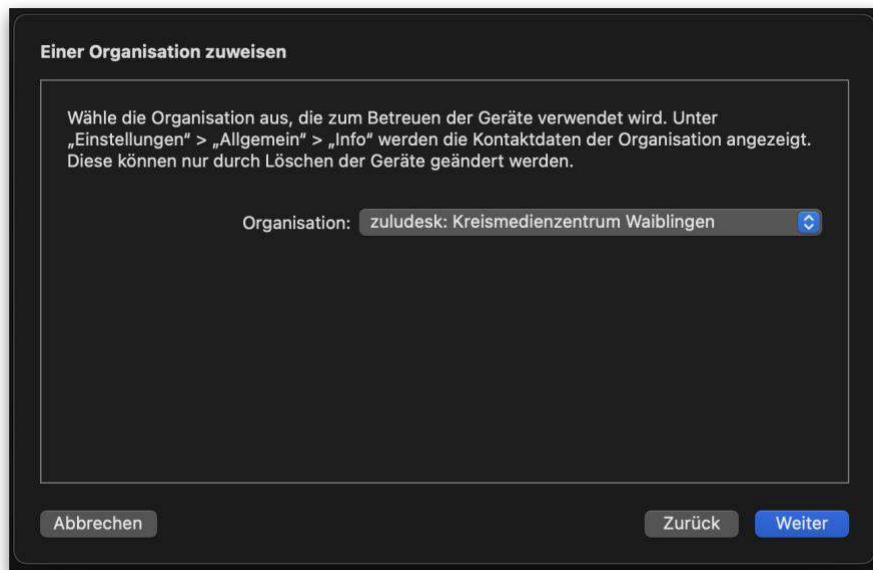 Einer Organisation zuweisen
Wähle die Organisation aus, die zum Betreuen der Geräte verwendet wird. Unter
„Einstellungen“ > „Allgemein“ > „Info“ werden die Kontaktdaten der Organisation angezeigt.
Diese können nur durch Löschen der Geräte geändert werden.
Organisation: zuludesk: Kreismedienzentrum Waiblingen
Abbrechen Zurück Weiter